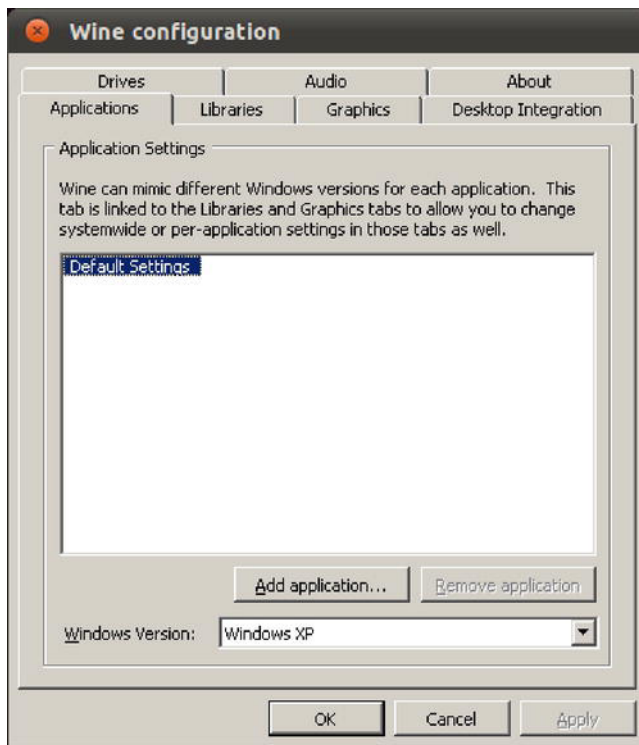 Wine configuration
Drives Audio About
Applications Libraries Graphics Desktop Integration
Application Settings
Wine can mimic different Windows versions for each application. This
tab is linked to the Libraries and Graphics tabs to allow you to change
systemwide or per-application settings in those tabs as well.
Default Settings
Add application... Remove application
Windows Version: Windows XP
OK Cancel Apply